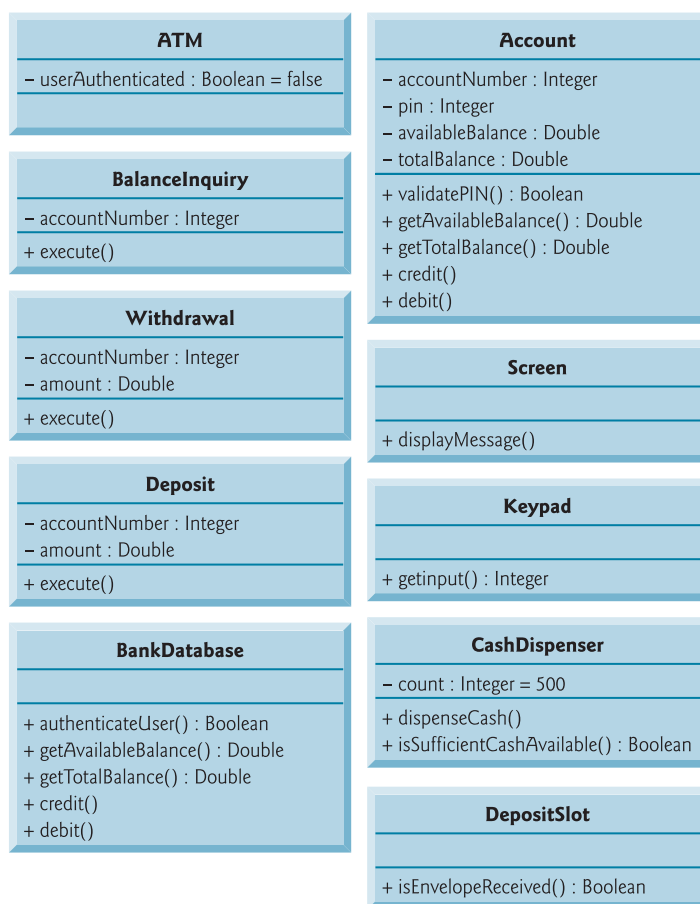 ATM
– userAuthenticated : Boolean = false
BalanceInquiry
– accountNumber : Integer
+ execute()
Withdrawal
– accountNumber : Integer
– amount : Double
+ execute()
Deposit
– accountNumber : Integer
– amount : Double
+ execute()
BankDatabase
+ authenticateUser() : Boolean
+ getAvailableBalance() : Double
+ getTotalBalance() : Double
+ credit()
+ debit()
Account
– accountNumber : Integer
– pin : Integer
– availableBalance : Double
– totalBalance : Double
+ validatePIN() : Boolean
+ getAvailableBalance() : Double
+ getTotalBalance() : Double
+ credit()
+ debit()
Screen
+ displayMessage()
Keypad
+ getinput() : Integer
CashDispenser
– count : Integer = 500
+ dispenseCash()
+ isSufficientCashAvailable() : Boolean
DepositSlot
+ isEnvelopeReceived() : Boolean